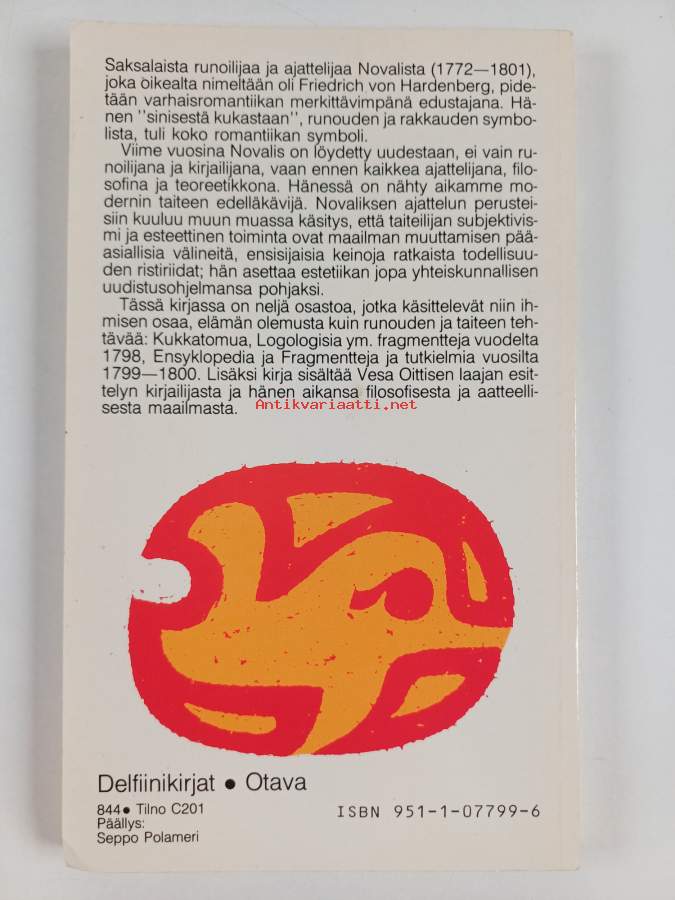 Saksalaista runoilijaa ja ajattelijaa Novalista (1772—1801),
joka oikealta nimeltään oli Friedrich von Hardenberg, pide-
tään varhaisromantiikan merkittävimpänä edustajana. Hä-
nen ''sinisestä kukastaan'', runouden ja rakkauden symbo-
lista, tuli koko romantiikan symboli.
Viime vuosina Novalis on löydetty uudestaan, ei vain ru-
noilijana ja kirjailijana, vaan ennen kaikkea ajattelijana, filo-
sofina ja teoreetikkona. Hänessä on nähty aikamme mo-
dernin taiteen edelläkävijä. Novaliksen ajattelun perustei-
siin kuuluu muun muassa käsitys, että taiteilijan subjektivis-
mi ja esteettinen toiminta ovat maailman muuttamisen pää-
asiallisia välineitä, ensisijaisia keinoja ratkaista todellisuu-
den ristiriidat; hän asettaa estetiikan jopa yhteiskunnallisen
uudistusohjelmansa pohjaksi.
Tässä kirjassa on neljä osastoa, jotka käsittelevät niin ih-
misen osaa, elämän olemusta kuin runouden ja taiteen teh-
tävää: Kukkatomua, Logologisia ym. fragmentteja vuodelta
1798, Ensyklopedia ja Fragmentteja ja tutkielmia vuosilta
1799—1800. Lisäksi kirja sisältää Vesa Oittisen laajan esit-
telyn kirjailijasta ja hänen aikansa filosofisesta ja aatteelli-
sesta maailmasta.
Antikvariaatti.net
Delfiinikirjat ● Otava
844● Tilno C201
Päällys:
Seppo Polameri
ISBN 951-1-07799-6